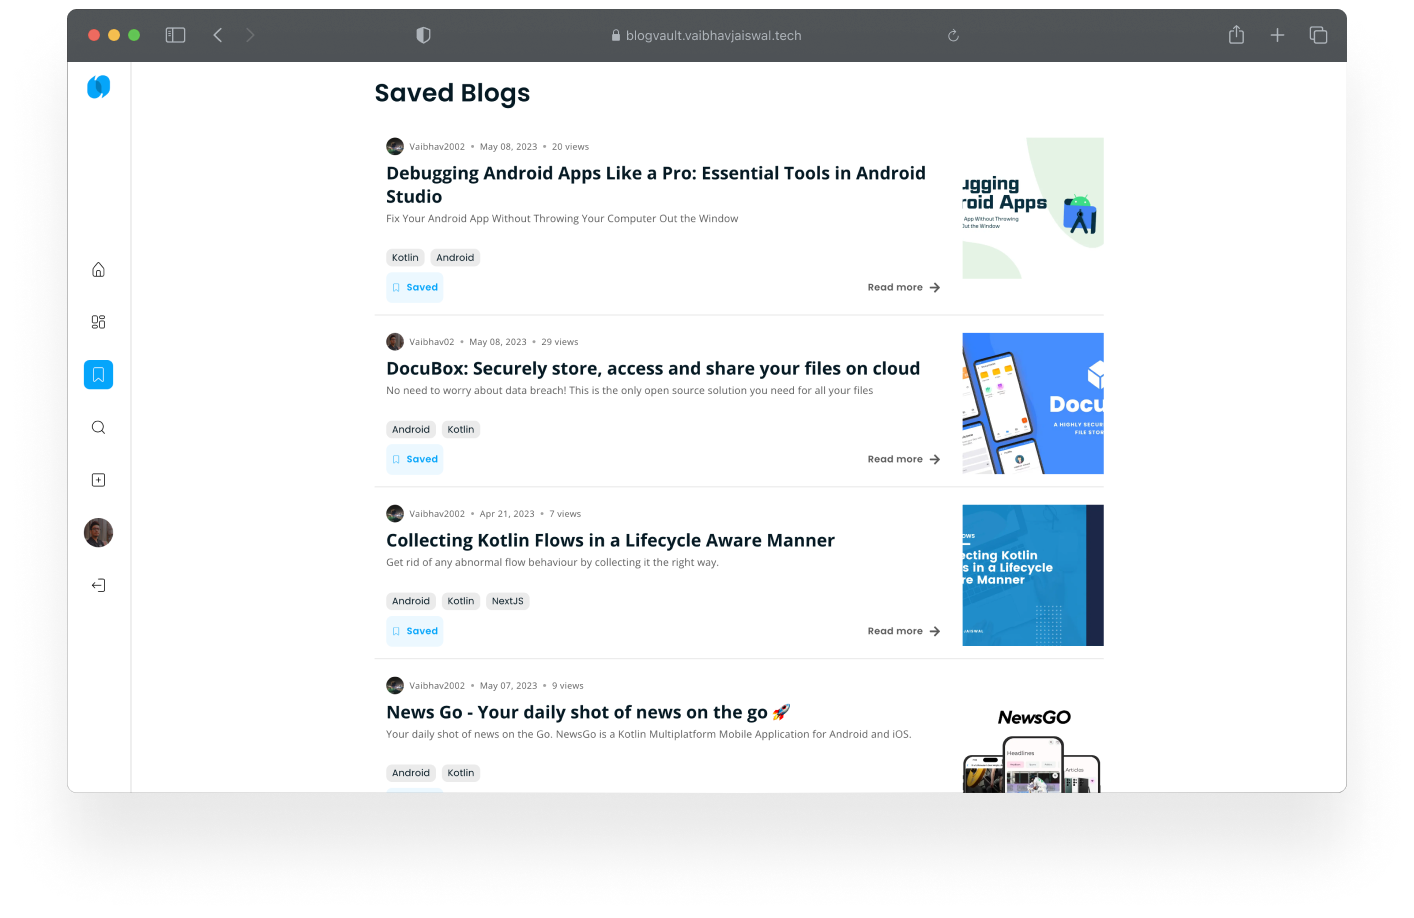 blogvault.vaibhavjaiswal.tech
Saved Blogs
Vaibhav2002 • May 08, 2023 • 20 views
Debugging Android Apps Like a Pro: Essential Tools in Android
Studio
Fix Your Android App Without Throwing Your Computer Out the Window
Kotlin Android
Saved
Read more
ugging
roid Apps
App Without Throwing
Out the Window
Vaibhav02 • May 08, 2023 • 29 views
DocuBox: Securely store, access and share your files on cloud
No need to worry about data breach! This is the only open source solution you need for all your files
Android Kotlin
Saved
Read more
Docu
A HIGHLY SECUR
FILE STOR
Vaibhav2002 • Apr 21, 2023 • 7 views
Collecting Kotlin Flows in a Lifecycle Aware Manner
Get rid of any abnormal flow behaviour by collecting it the right way.
Android Kotlin NextJS
Saved
Read more
OWS
ecting Kotlin
s in a Lifecycle
re Manner
JAISWAL
Vaibhav2002 • May 07, 2023 • 9 views
News Go - Your daily shot of news on the go 🚀
Your daily shot of news on the Go. NewsGo is a Kotlin Multiplatform Mobile Application for Android and iOS.
Android Kotlin
NewsGO
Headlines
Articles